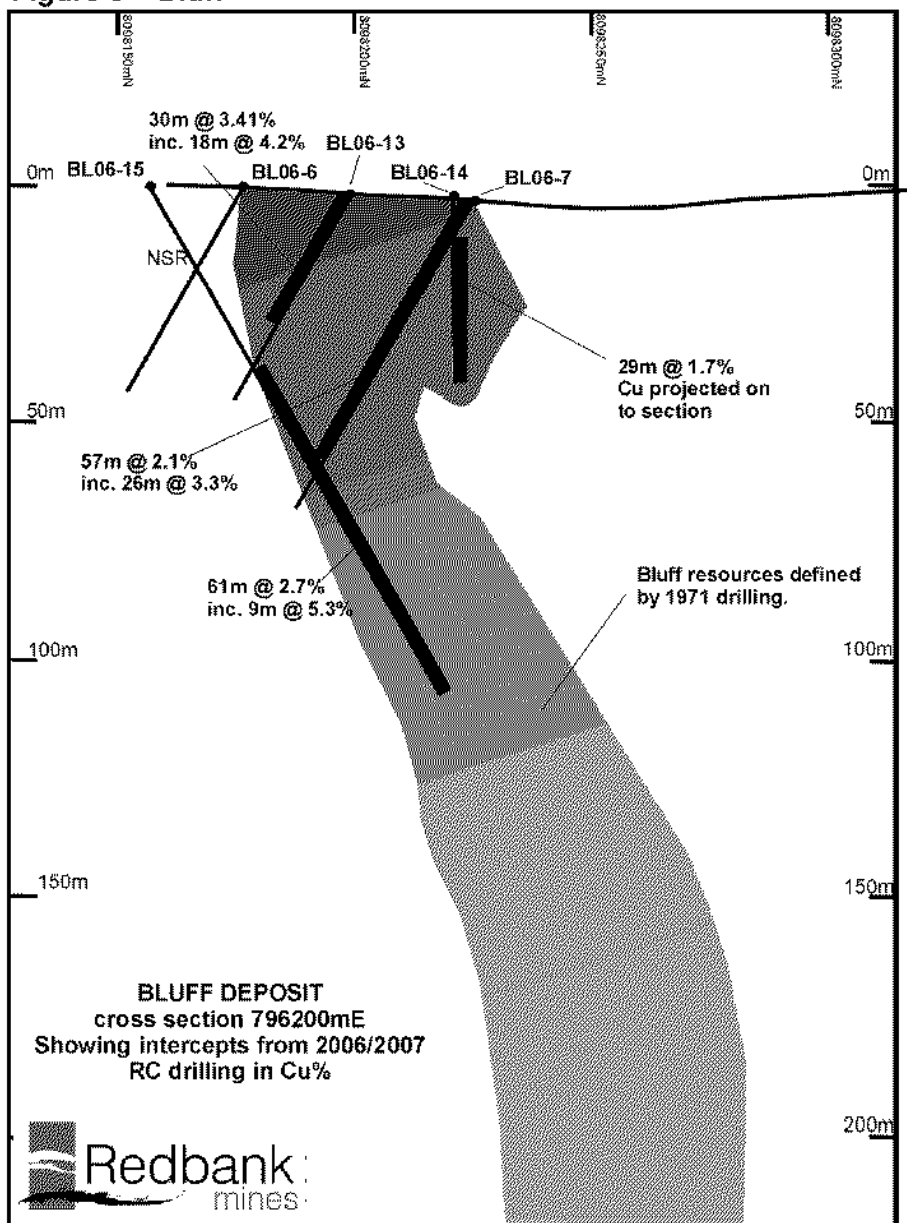 8098150mN
8098200mN
8098250mN
8098300mN
30m @ 3.41%
inc. 18m @ 4.2%
BL06-13
BL06-15
BL06-6
BL06-14
BL06-7
0m
0m
NSR
29m @ 1.7%
Cu projected on
to section
50m
50m
57m @ 2.1%
inc. 26m @ 3.3%
61m @ 2.7%
inc. 9m @ 5.3%
Bluff resources defined
by 1971 drilling.
100m
100m
150m
150m
BLUFF DEPOSIT
cross section 796200mE
Showing intercepts from 2006/2007
RC drilling in Cu%
200m
Redbank
mines